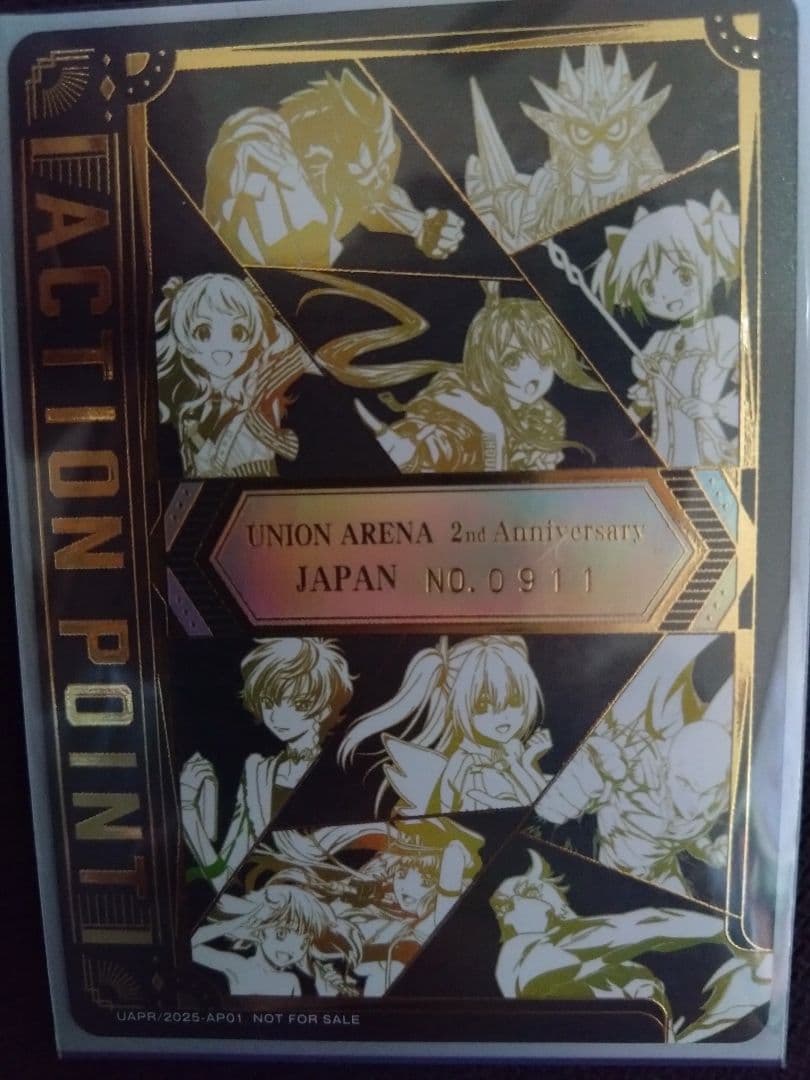 ACTION POINT
UNION ARENA 2nd Anniversary
JAPAN NO.0911
UAPR/2025-AP01 NOT FOR SALE